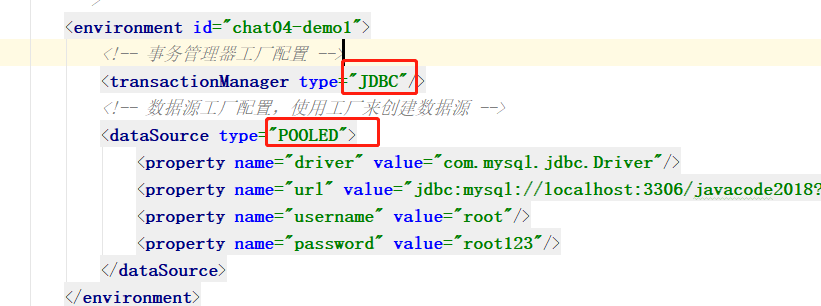 <environment id="chat04-demo1">
<!-- 事务管理器工厂配置 -->
<transactionManager type="JDBC"/>
<!-- 数据源工厂配置，使用工厂来创建数据源 -->
<dataSource type="POOLED">
<property name="driver" value="com.mysql.jdbc.Driver"/>
<property name="url" value="jdbc:mysql://localhost:3306/javacode2018?
<property name="username" value="root"/>
<property name="password" value="root123"/>
</dataSource>
</environment>